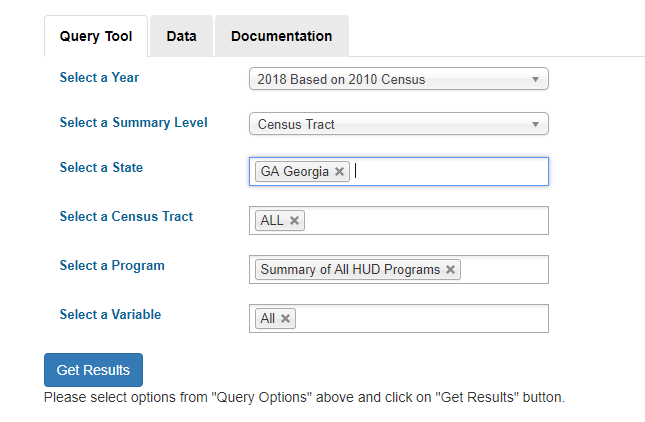 Query Tool Data Documentation
Select a Year 2018 Based on 2010 Census
Select a Summary Level Census Tract
Select a State GA Georgia
Select a Census Tract ALL
Select a Program Summary of All HUD Programs
Select a Variable All
Get Results
Please select options from "Query Options" above and click on "Get Results" button.